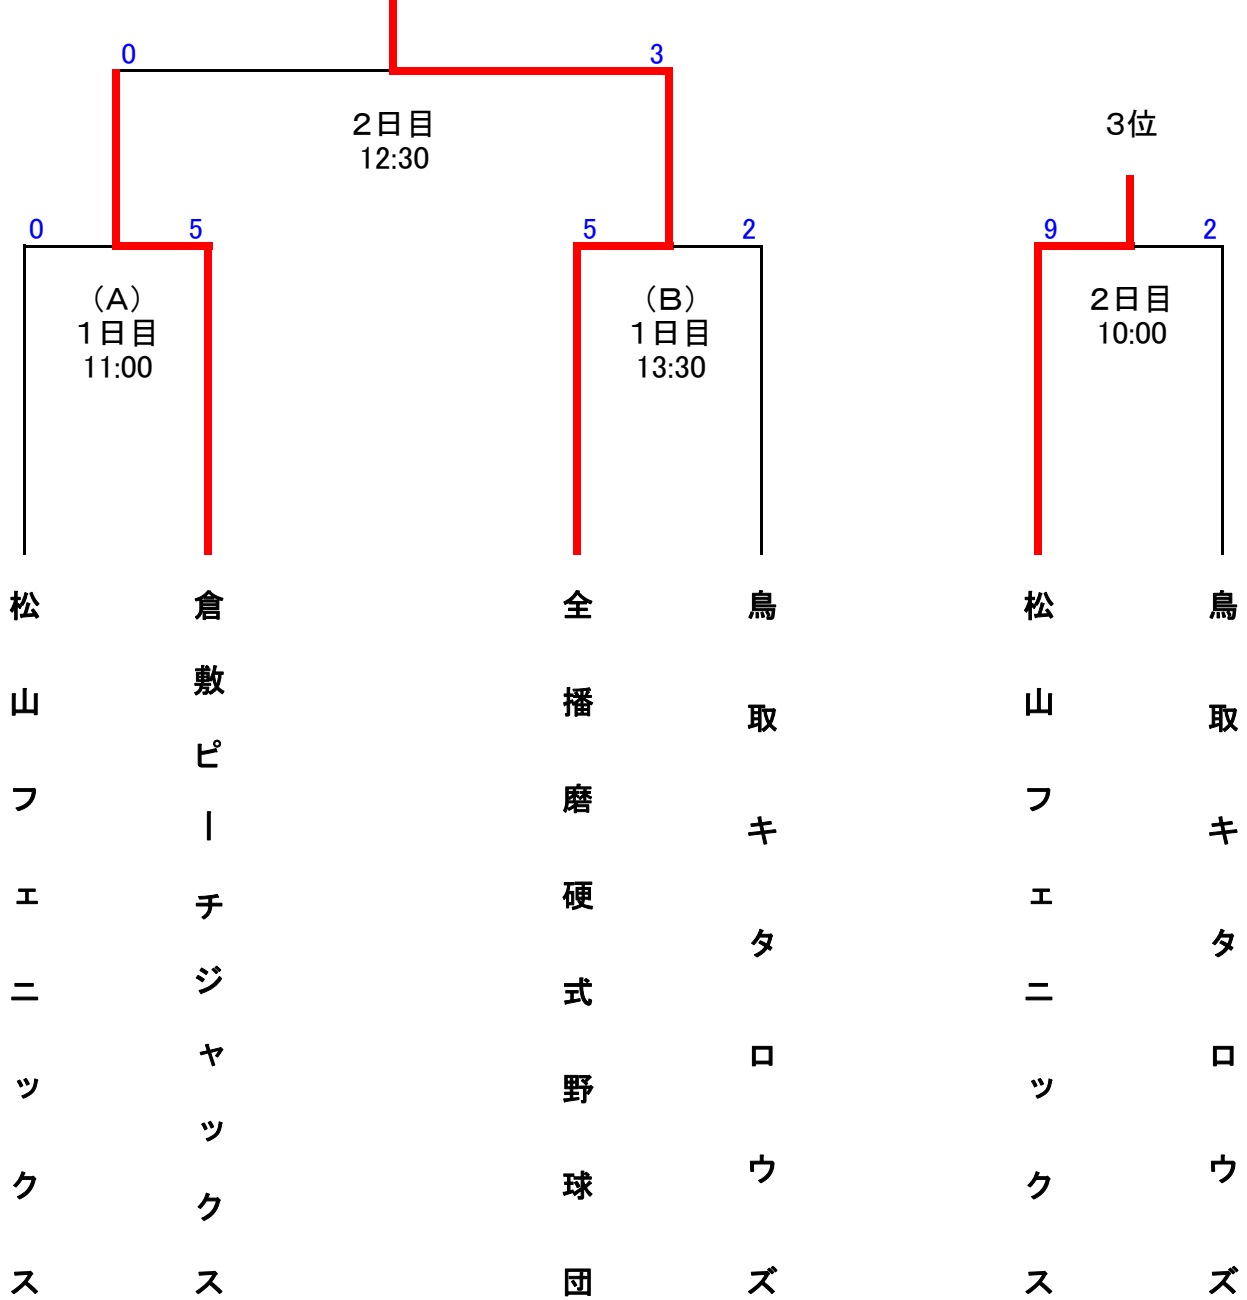 0
3
２日目
12:30
３位
0
5
5
2
9
2
（A）
１日目
11:00
（B）
１日目
13:30
２日目
10:00
松山フェニックス
倉敷ピーチジャックス
全播磨硬式野球団
鳥取キタロウズ
松山フェニックス
鳥取キタロウズ